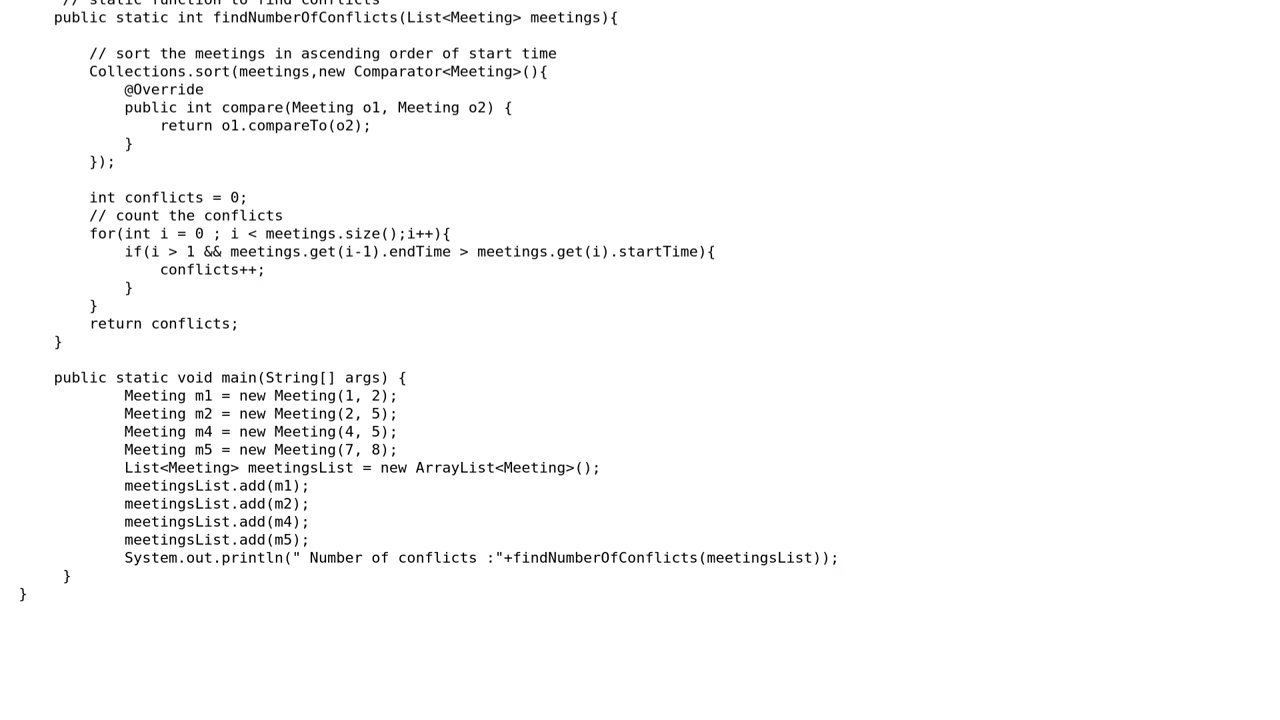 // static function to find conflicts
public static int findNumberOfConflicts(List<Meeting> meetings){
// sort the meetings in ascending order of start time
Collections.sort(meetings,new Comparator<Meeting>(){
@Override
public int compare(Meeting o1, Meeting o2) {
return o1.compareTo(o2);
}
});
int conflicts = 0;
// count the conflicts
for(int i = 0 ; i < meetings.size();i++){
if(i > 1 && meetings.get(i-1).endTime > meetings.get(i).startTime){
conflicts++;
}
}
return conflicts;
}
public static void main(String[] args) {
Meeting m1 = new Meeting(1, 2);
Meeting m2 = new Meeting(2, 5);
Meeting m4 = new Meeting(4, 5);
Meeting m5 = new Meeting(7, 8);
List<Meeting> meetingsList = new ArrayList<Meeting>();
meetingsList.add(m1);
meetingsList.add(m2);
meetingsList.add(m4);
meetingsList.add(m5);
System.out.println(" Number of conflicts :"+findNumberOfConflicts(meetingsList));
}
}